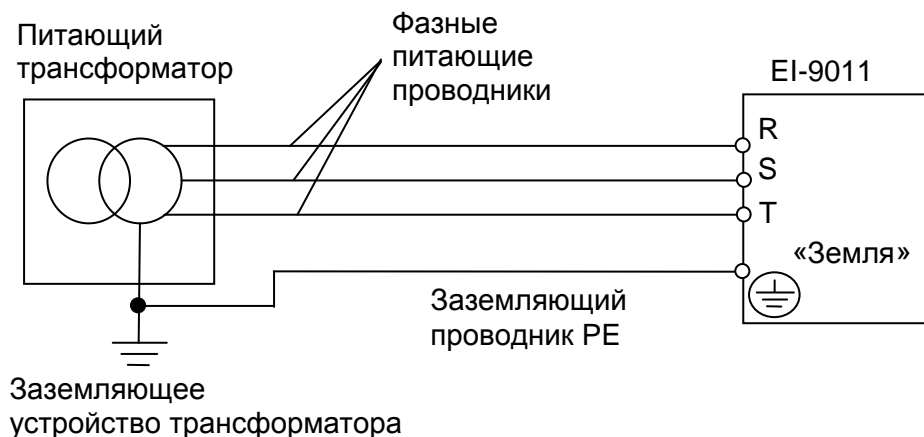 Питающий
трансформатор
Фазные
питающие
проводники
EI-9011
R
S
T
«Земля»
Заземляющий
проводник PE
Заземляющее
устройство трансформатора